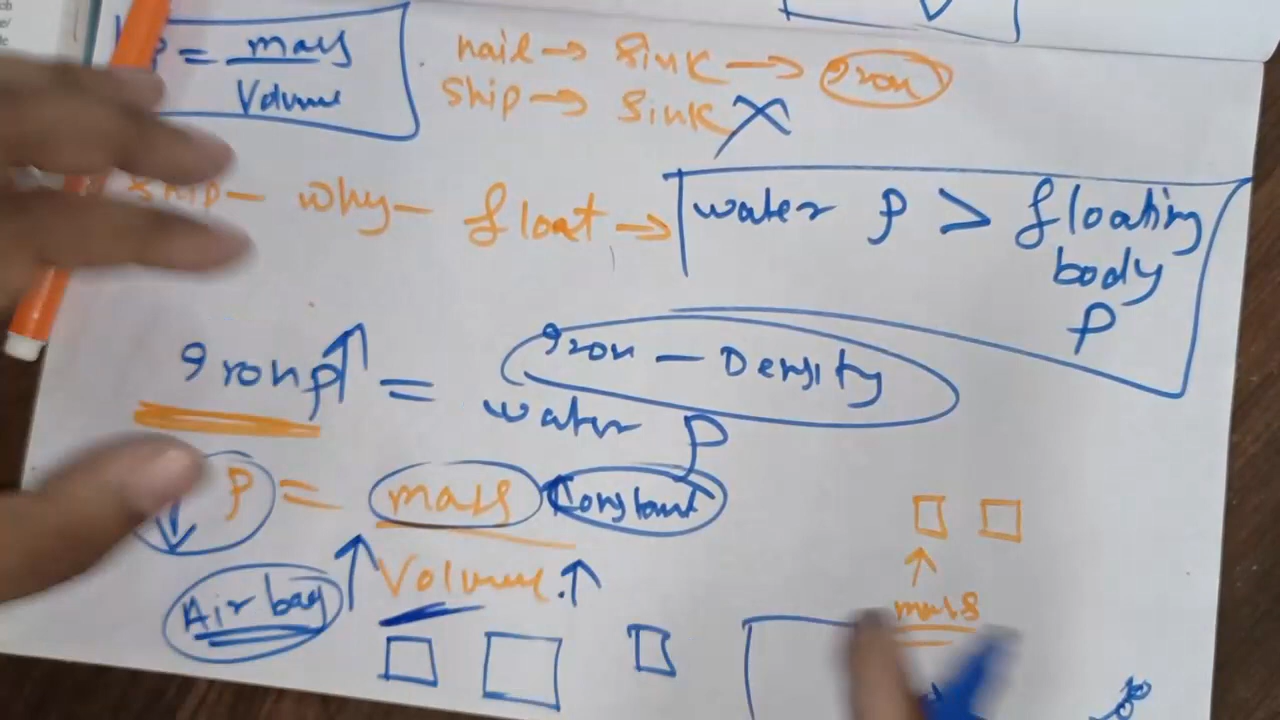 ρ = mass
Volume
nail → sink → Iron
ship → sink X
ship – why – float → water ρ > floating
body
ρ
Iron ρ↑ = Iron – Density
water ρ
↓ ρ = mass Constant
↑ Volume. ↑
Air bag
↑
mass